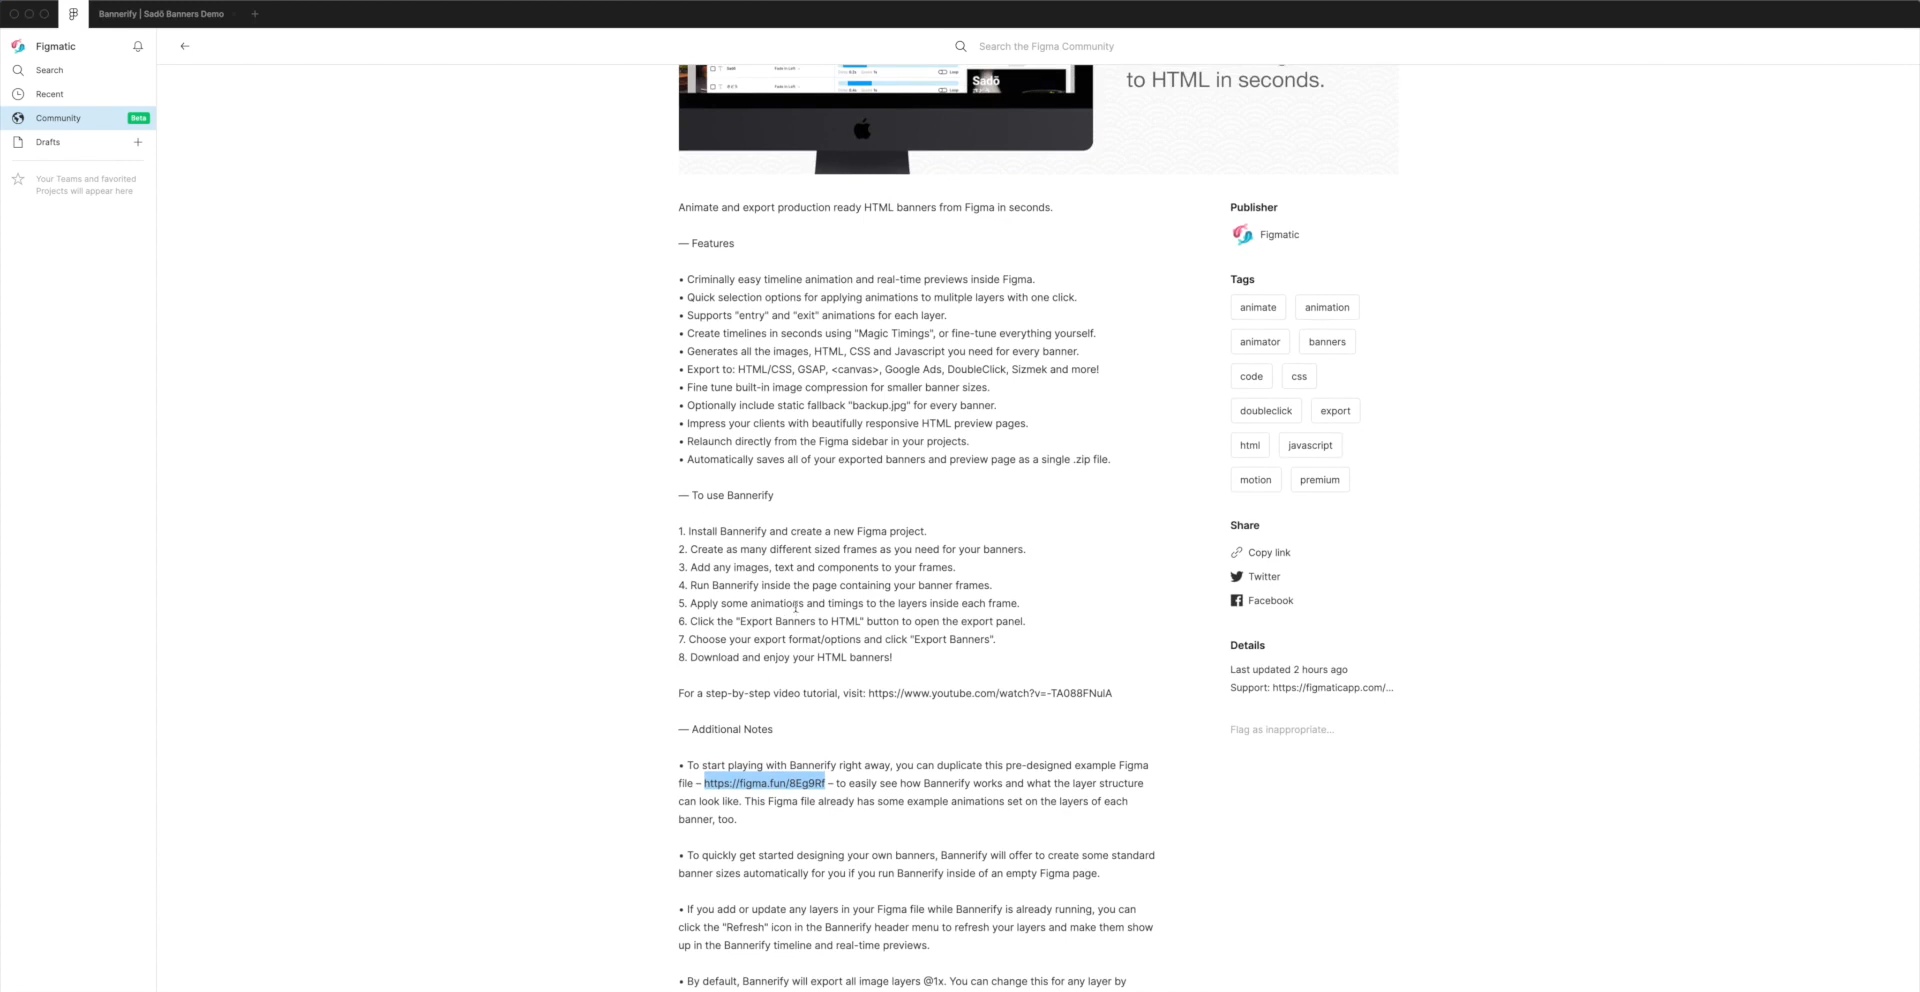 Bannerify | Sadō Banners Demo
Figmatic
Search
Recent
Community
Beta
Drafts
Your Teams and favorited
Projects will appear here
Search the Figma Community
Sadō
to HTML in seconds.
Animate and export production ready HTML banners from Figma in seconds.
— Features
• Criminally easy timeline animation and real-time previews inside Figma.
• Quick selection options for applying animations to mulitple layers with one click.
• Supports "entry" and "exit" animations for each layer.
• Create timelines in seconds using "Magic Timings", or fine-tune everything yourself.
• Generates all the images, HTML, CSS and Javascript you need for every banner.
• Export to: HTML/CSS, GSAP, <canvas>, Google Ads, DoubleClick, Sizmek and more!
• Fine tune built-in image compression for smaller banner sizes.
• Optionally include static fallback "backup.jpg" for every banner.
• Impress your clients with beautifully responsive HTML preview pages.
• Relaunch directly from the Figma sidebar in your projects.
• Automatically saves all of your exported banners and preview page as a single .zip file.
— To use Bannerify
1. Install Bannerify and create a new Figma project.
2. Create as many different sized frames as you need for your banners.
3. Add any images, text and components to your frames.
4. Run Bannerify inside the page containing your banner frames.
5. Apply some animations and timings to the layers inside each frame.
6. Click the "Export Banners to HTML" button to open the export panel.
7. Choose your export format/options and click "Export Banners".
8. Download and enjoy your HTML banners!
For a step-by-step video tutorial, visit: https://www.youtube.com/watch?v=-TA088FNulA
— Additional Notes
• To start playing with Bannerify right away, you can duplicate this pre-designed example Figma
file – https://figma.fun/8Eg9Rf – to easily see how Bannerify works and what the layer structure
can look like. This Figma file already has some example animations set on the layers of each
banner, too.
• To quickly get started designing your own banners, Bannerify will offer to create some standard
banner sizes automatically for you if you run Bannerify inside of an empty Figma page.
• If you add or update any layers in your Figma file while Bannerify is already running, you can
click the "Refresh" icon in the Bannerify header menu to refresh your layers and make them show
up in the Bannerify timeline and real-time previews.
• By default, Bannerify will export all image layers @1x. You can change this for any layer by
Publisher
Figmatic
Tags
animate animation
animator banners
code css
doubleclick export
html javascript
motion premium
Share
Copy link
Twitter
Facebook
Details
Last updated 2 hours ago
Support: https://figmaticapp.com/...
Flag as inappropriate...